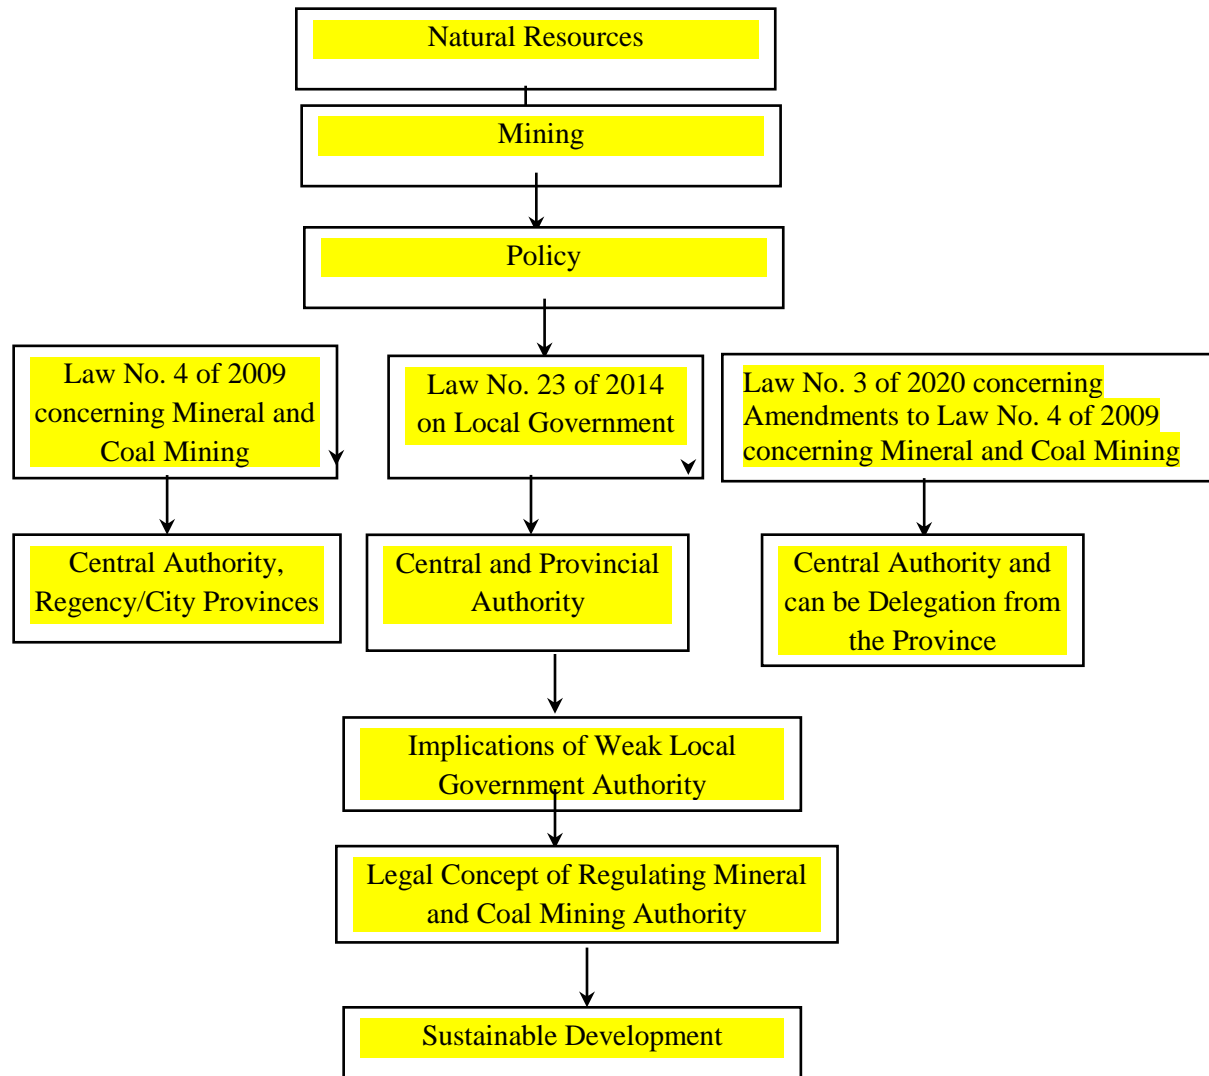 Natural Resources
Mining
Policy
Law No. 4 of 2009
concerning Mineral and
Coal Mining
Law No. 23 of 2014
on Local Government
Law No. 3 of 2020 concerning
Amendments to Law No. 4 of 2009
concerning Mineral and Coal Mining
Central Authority,
Regency/City Provinces
Central and Provincial
Authority
Central Authority and
can be Delegation from
the Province
Implications of Weak Local
Government Authority
Legal Concept of Regulating Mineral
and Coal Mining Authority
Sustainable Development